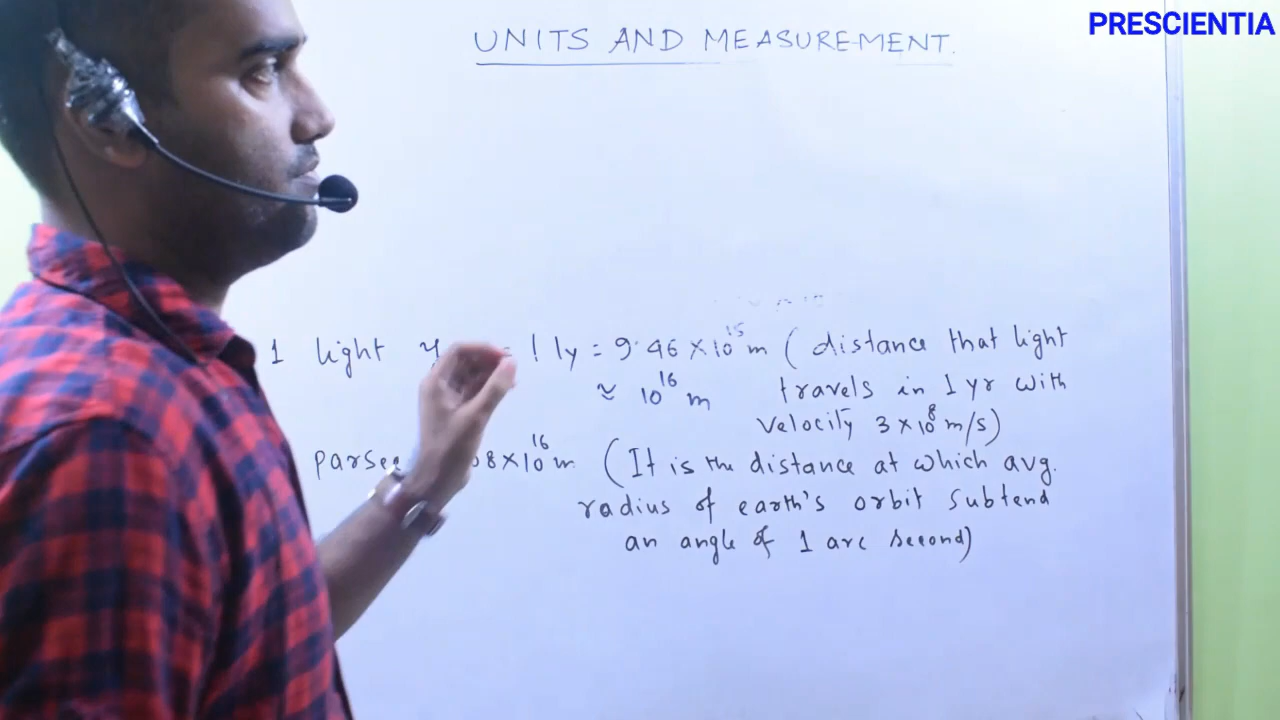 PRESCIENTIA
UNITS AND MEASUREMENT.
1 light y = 1 ly = 9.46 × 10¹⁵ m ( distance that light
≈ 10¹⁶ m travels in 1 yr with
velocity 3 × 10⁸ m/s)
parsec 08 × 10¹⁶ m (It is the distance at which avg.
radius of earth's orbit subtend
an angle of 1 arc second)